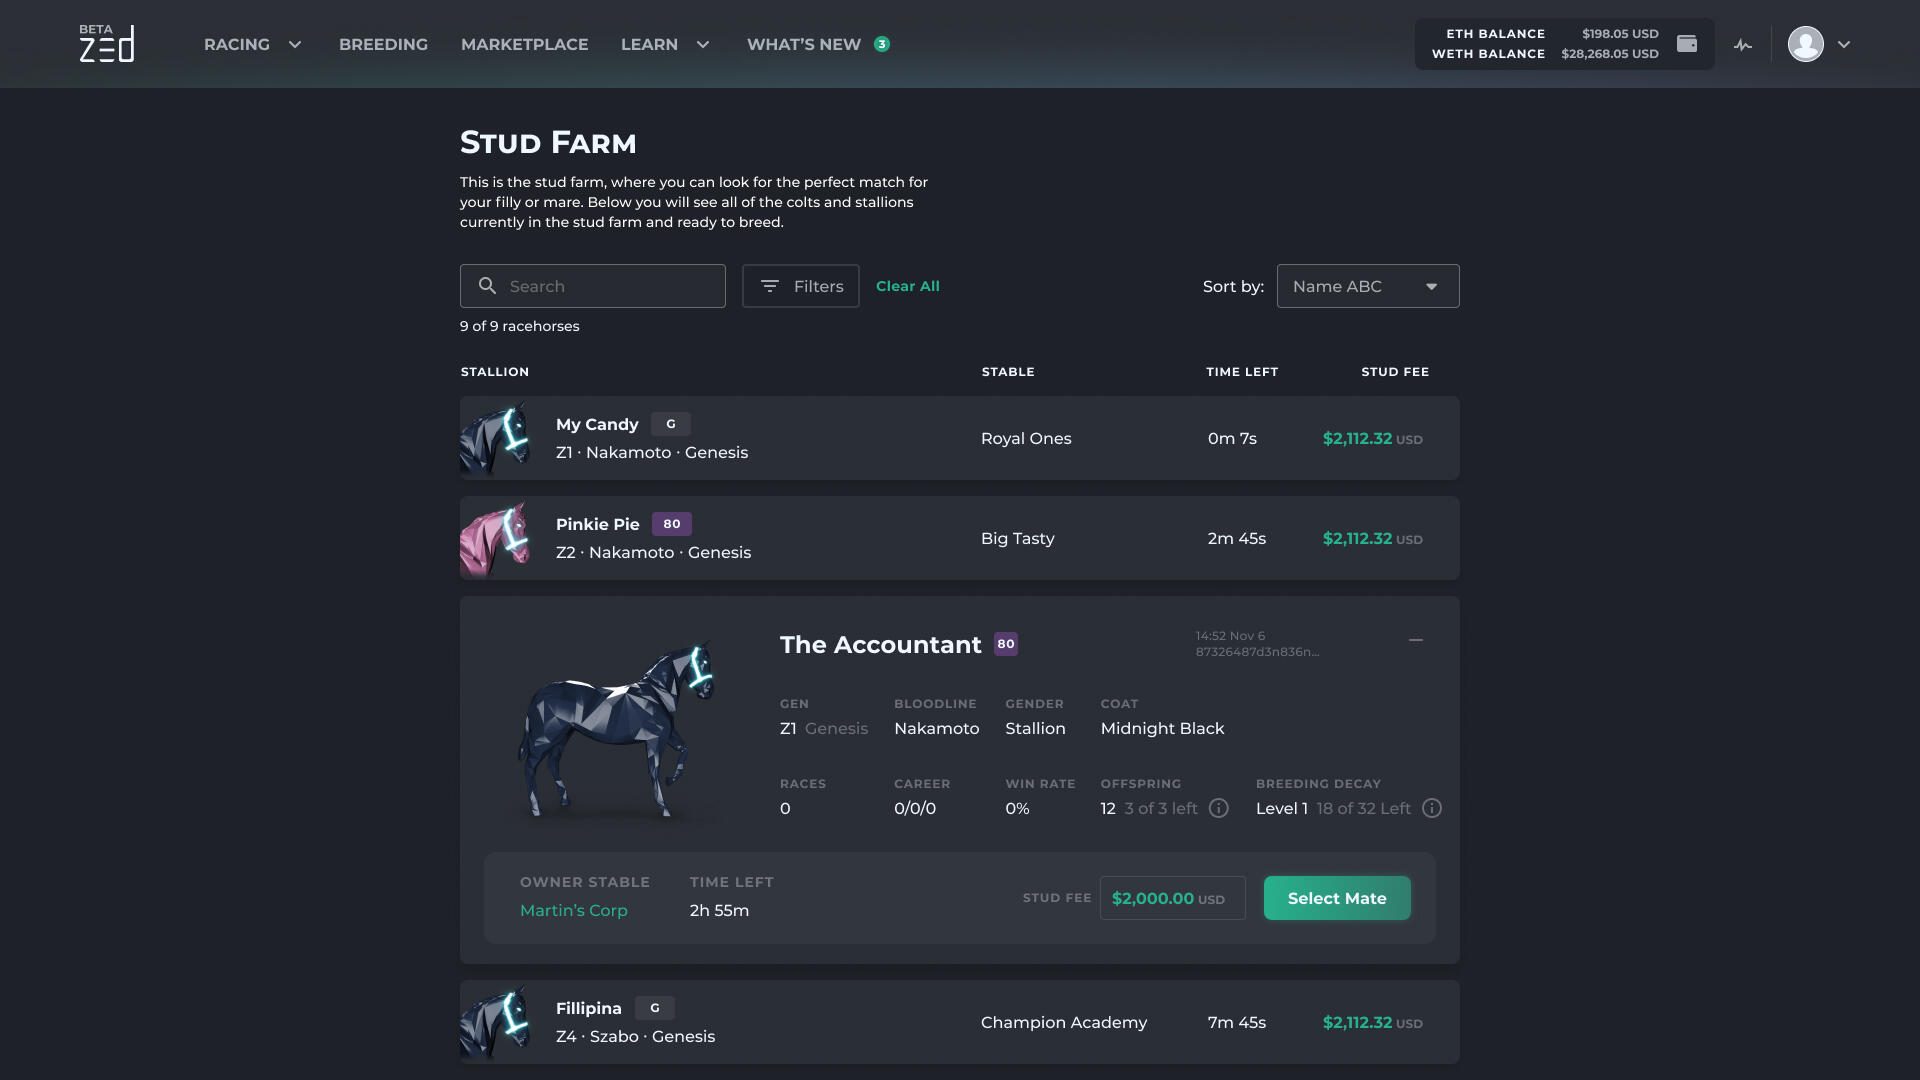 BETA
zed
RACING
BREEDING
MARKETPLACE
LEARN
WHAT'S NEW
3
ETH BALANCE $198.05 USD
WETH BALANCE $28,268.05 USD
STUD FARM
This is the stud farm, where you can look for the perfect match for
your filly or mare. Below you will see all of the colts and stallions
currently in the stud farm and ready to breed.
Search
Filters
Clear All
Sort by:
Name ABC
9 of 9 racehorses
STALLION STABLE TIME LEFT STUD FEE
My Candy G
Z1 · Nakamoto · Genesis
Royal Ones
0m 7s
$2,112.32 USD
Pinkie Pie 80
Z2 · Nakamoto · Genesis
Big Tasty
2m 45s
$2,112.32 USD
The Accountant 80
14:52 Nov 6
87326487d3n836n...
GEN BLOODLINE GENDER COAT
Z1 Genesis Nakamoto Stallion Midnight Black
RACES CAREER WIN RATE OFFSPRING BREEDING DECAY
0 0/0/0 0% 12 3 of 3 left Level 1 18 of 32 Left
OWNER STABLE TIME LEFT
Martin's Corp 2h 55m
STUD FEE $2,000.00 USD
Select Mate
Fillipina G
Z4 · Szabo · Genesis
Champion Academy
7m 45s
$2,112.32 USD